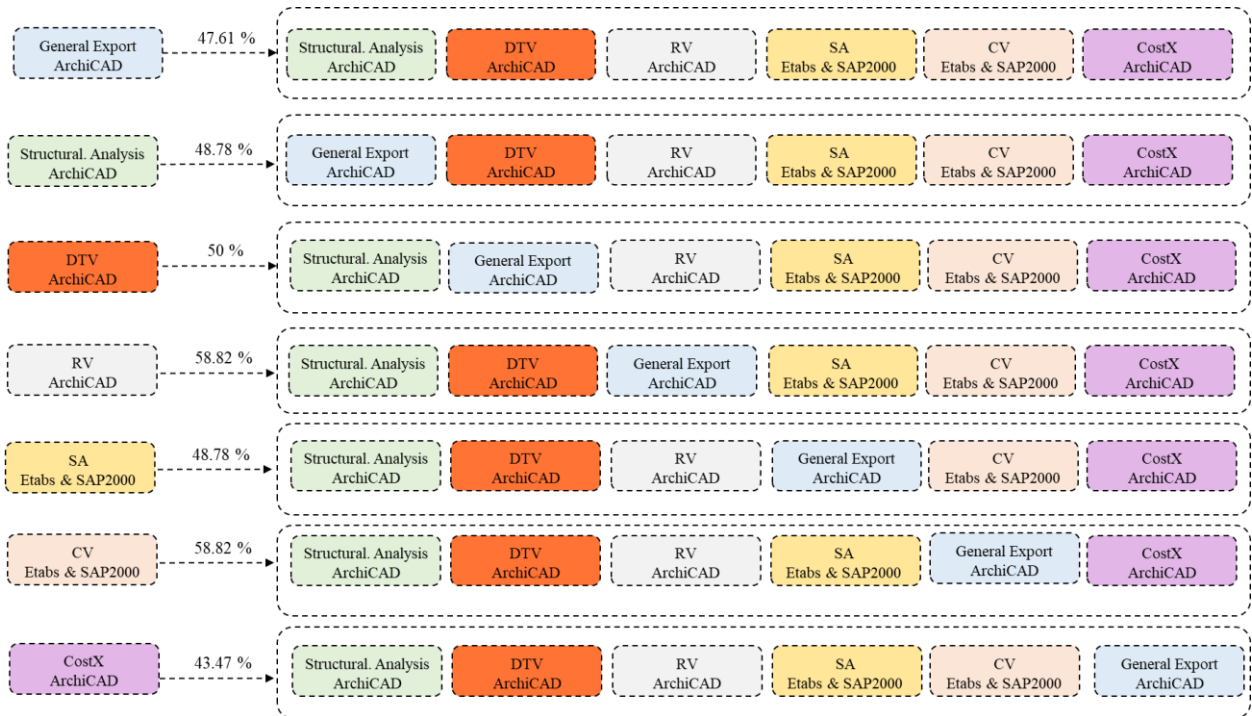 General Export
ArchiCAD
47.61 %
Structural. Analysis
ArchiCAD
DTV
ArchiCAD
RV
ArchiCAD
SA
Etabs & SAP2000
CV
Etabs & SAP2000
CostX
ArchiCAD
Structural. Analysis
ArchiCAD
48.78 %
General Export
ArchiCAD
DTV
ArchiCAD
RV
ArchiCAD
SA
Etabs & SAP2000
CV
Etabs & SAP2000
CostX
ArchiCAD
DTV
ArchiCAD
50 %
Structural. Analysis
ArchiCAD
General Export
ArchiCAD
RV
ArchiCAD
SA
Etabs & SAP2000
CV
Etabs & SAP2000
CostX
ArchiCAD
RV
ArchiCAD
58.82 %
Structural. Analysis
ArchiCAD
DTV
ArchiCAD
General Export
ArchiCAD
SA
Etabs & SAP2000
CV
Etabs & SAP2000
CostX
ArchiCAD
SA
Etabs & SAP2000
48.78 %
Structural. Analysis
ArchiCAD
DTV
ArchiCAD
RV
ArchiCAD
General Export
ArchiCAD
CV
Etabs & SAP2000
CostX
ArchiCAD
CV
Etabs & SAP2000
58.82 %
Structural. Analysis
ArchiCAD
DTV
ArchiCAD
RV
ArchiCAD
SA
Etabs & SAP2000
General Export
ArchiCAD
CostX
ArchiCAD
CostX
ArchiCAD
43.47 %
Structural. Analysis
ArchiCAD
DTV
ArchiCAD
RV
ArchiCAD
SA
Etabs & SAP2000
CV
Etabs & SAP2000
General Export
ArchiCAD